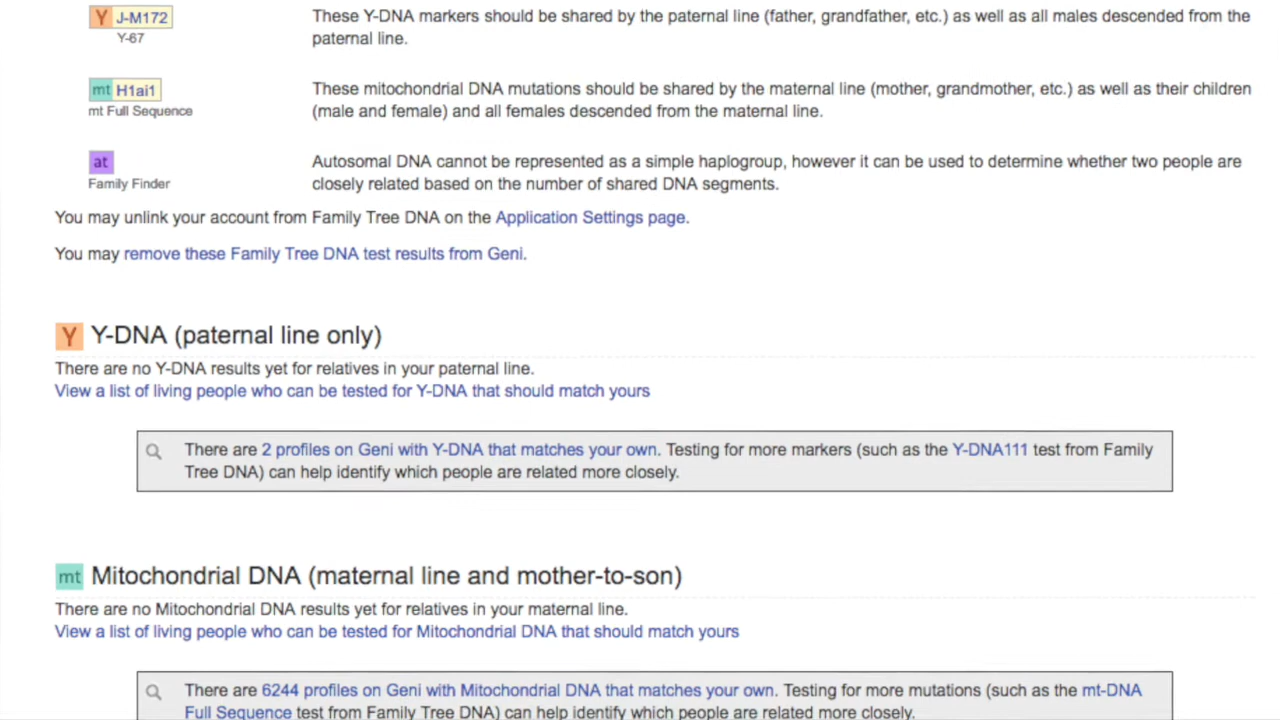 Y J-M172
Y-67
These Y-DNA markers should be shared by the paternal line (father, grandfather, etc.) as well as all males descended from the
paternal line.
mt H1ai1
mt Full Sequence
These mitochondrial DNA mutations should be shared by the maternal line (mother, grandmother, etc.) as well as their children
(male and female) and all females descended from the maternal line.
at
Family Finder
Autosomal DNA cannot be represented as a simple haplogroup, however it can be used to determine whether two people are
closely related based on the number of shared DNA segments.
You may unlink your account from Family Tree DNA on the Application Settings page.
You may remove these Family Tree DNA test results from Geni.
Y Y-DNA (paternal line only)
There are no Y-DNA results yet for relatives in your paternal line.
View a list of living people who can be tested for Y-DNA that should match yours
There are 2 profiles on Geni with Y-DNA that matches your own. Testing for more markers (such as the Y-DNA111 test from Family
Tree DNA) can help identify which people are related more closely.
mt Mitochondrial DNA (maternal line and mother-to-son)
There are no Mitochondrial DNA results yet for relatives in your maternal line.
View a list of living people who can be tested for Mitochondrial DNA that should match yours
There are 6244 profiles on Geni with Mitochondrial DNA that matches your own. Testing for more mutations (such as the mt-DNA
Full Sequence test from Family Tree DNA) can help identify which people are related more closely.